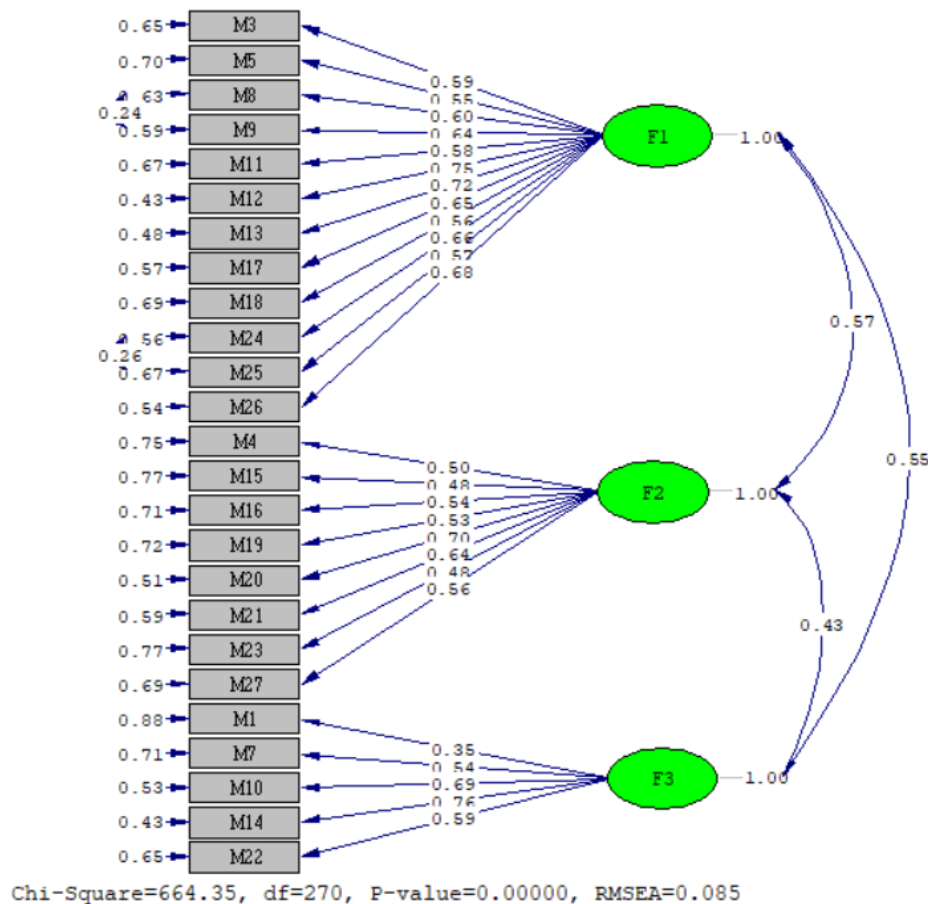 0.65 M3
0.70 M5
0.63 M8
0.24
0.59 M9
0.67 M11
0.43 M12
0.48 M13
0.57 M17
0.69 M18
0.56 M24
0.26
0.67 M25
0.54 M26
0.75 M4
0.77 M15
0.71 M16
0.72 M19
0.51 M20
0.59 M21
0.77 M23
0.69 M27
0.88 M1
0.71 M7
0.53 M10
0.43 M14
0.65 M22
0.59
0.55
0.60
0.64
0.58
0.75
0.72
0.65
0.56
0.66
0.57
0.68
F1 1.00
0.50
0.48
0.54
0.53
0.70
0.64
0.48
0.56
F2 1.00
0.35
0.54
0.69
0.76
0.59
F3 1.00
0.57
0.55
0.43
Chi-Square=664.35, df=270, P-value=0.00000, RMSEA=0.085